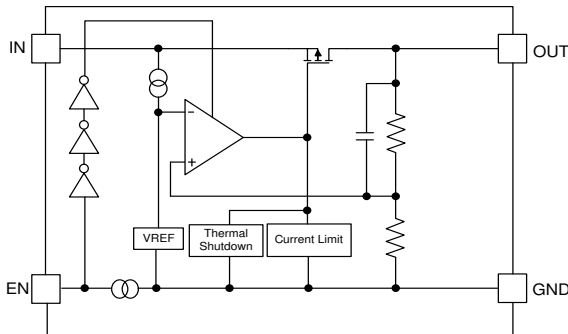 IN
OUT
−
+
VREF
Thermal
Shutdown
Current Limit
EN
GND